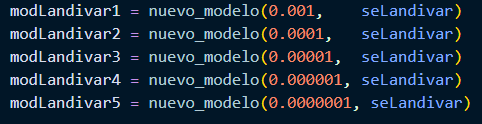 modLandivar1 = nuevo_modelo(0.001,    seLandivar)
modLandivar2 = nuevo_modelo(0.0001,   seLandivar)
modLandivar3 = nuevo_modelo(0.00001,  seLandivar)
modLandivar4 = nuevo_modelo(0.000001, seLandivar)
modLandivar5 = nuevo_modelo(0.0000001, seLandivar)